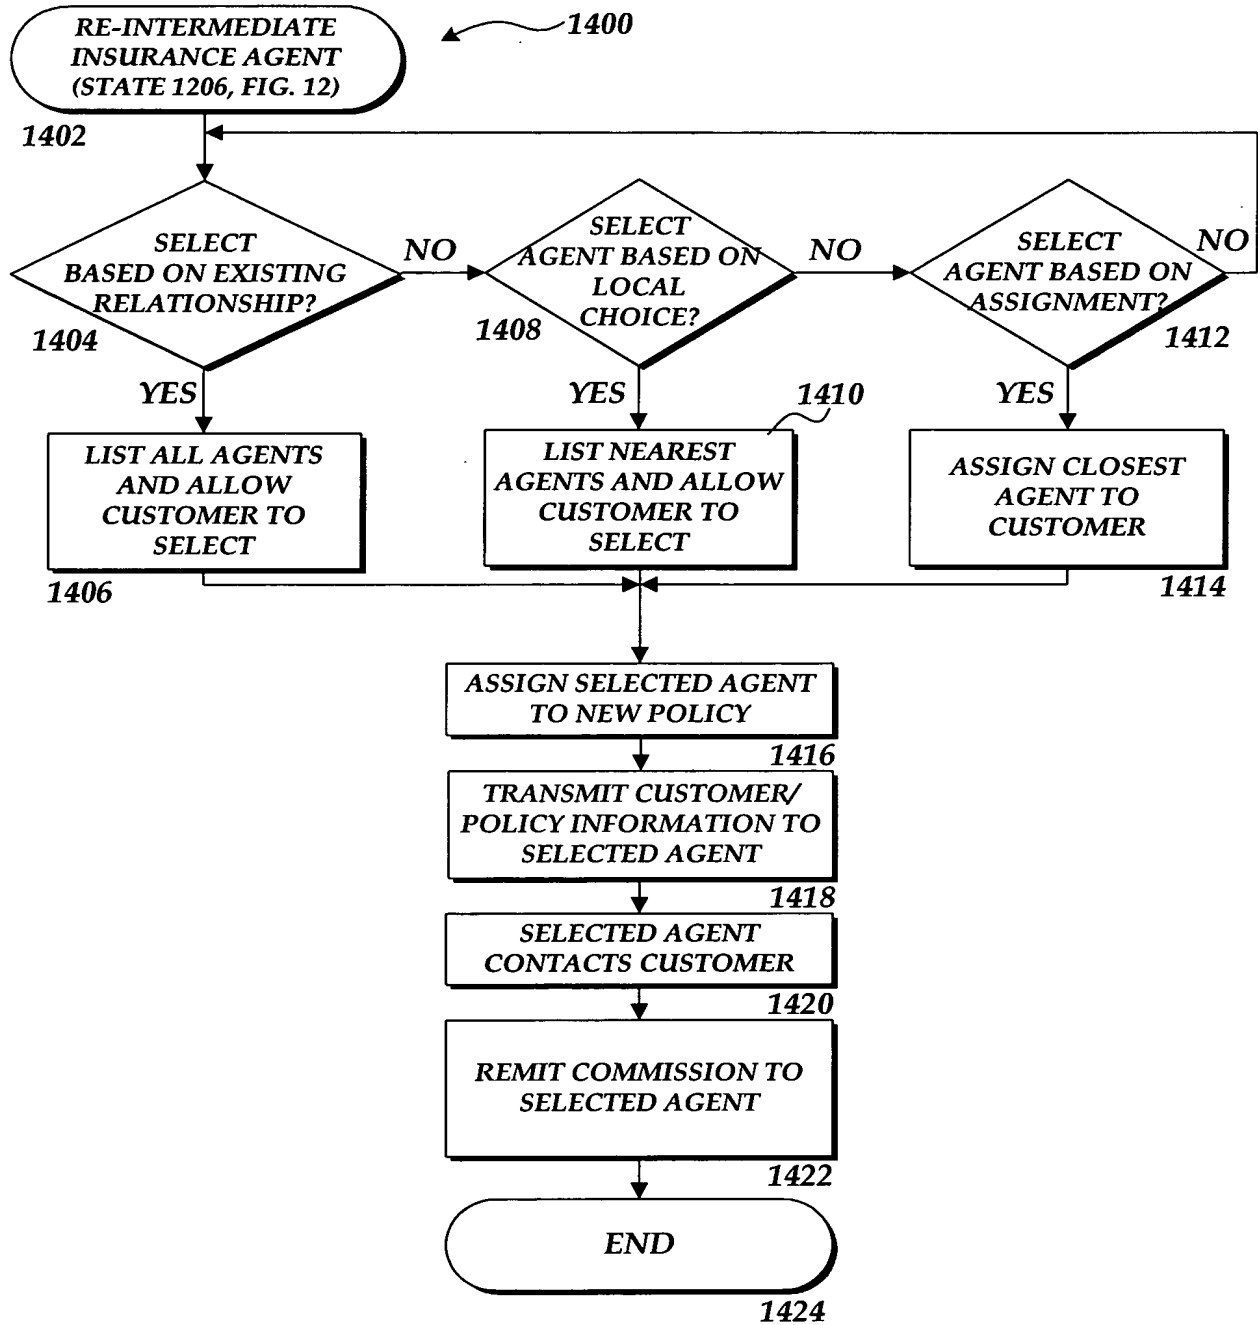 RE-INTERMEDIATE
INSURANCE AGENT
(STATE 1206, FIG. 12)
1400
1402
SELECT
BASED ON EXISTING
RELATIONSHIP?
1404
NO
SELECT
AGENT BASED ON
LOCAL
CHOICE?
1408
NO
SELECT
AGENT BASED ON
ASSIGNMENT?
1412
NO
YES
YES
YES
1410
LIST ALL AGENTS
AND ALLOW
CUSTOMER TO
SELECT
1406
LIST NEAREST
AGENTS AND ALLOW
CUSTOMER TO
SELECT
ASSIGN CLOSEST
AGENT TO
CUSTOMER
1414
ASSIGN SELECTED AGENT
TO NEW POLICY
1416
TRANSMIT CUSTOMER/
POLICY INFORMATION TO
SELECTED AGENT
1418
SELECTED AGENT
CONTACTS CUSTOMER
1420
REMIT COMMISSION TO
SELECTED AGENT
1422
END
1424